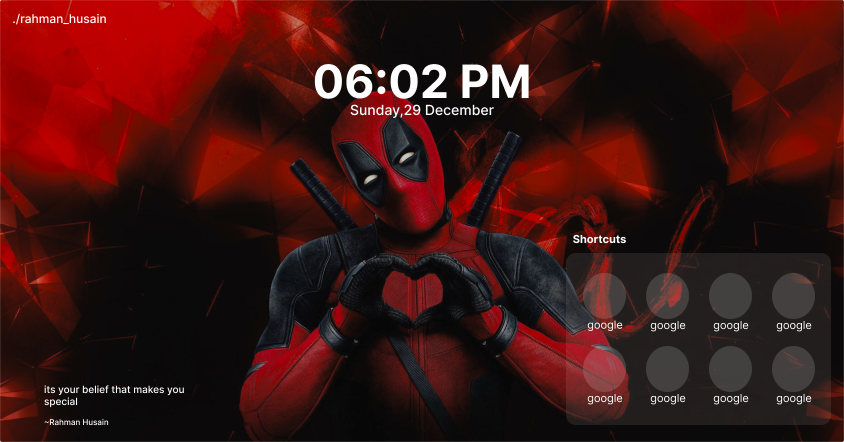 ./rahman_husain
06:02 PM
Sunday,29 December
Shortcuts
google google google google
google google google google
its your belief that makes you
special
~Rahman Husain